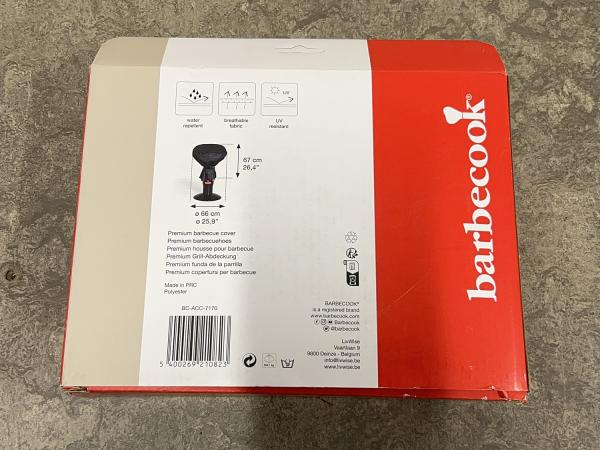 UV
water
repellent
breathable
fabric
UV
resistant
67 cm
26,4"
ø 66 cm
ø 25,9"
Premium barbecue cover
Premium barbecuehoes
Premium housse pour barbecue
Premium Grill-Abdeckung
Premium funda de la parrilla
Premium copertura per barbecue
Made in PRC
Polyester
BC-ACC-7170
5 400269 210823
BARBECOOK®
is a registered brand
www.barbecook.com
Barbecook
@barbecook
LivWise
Vaartlaan 9
9800 Deinze - Belgium
info@livwise.be
www.livwise.be
barbecook®